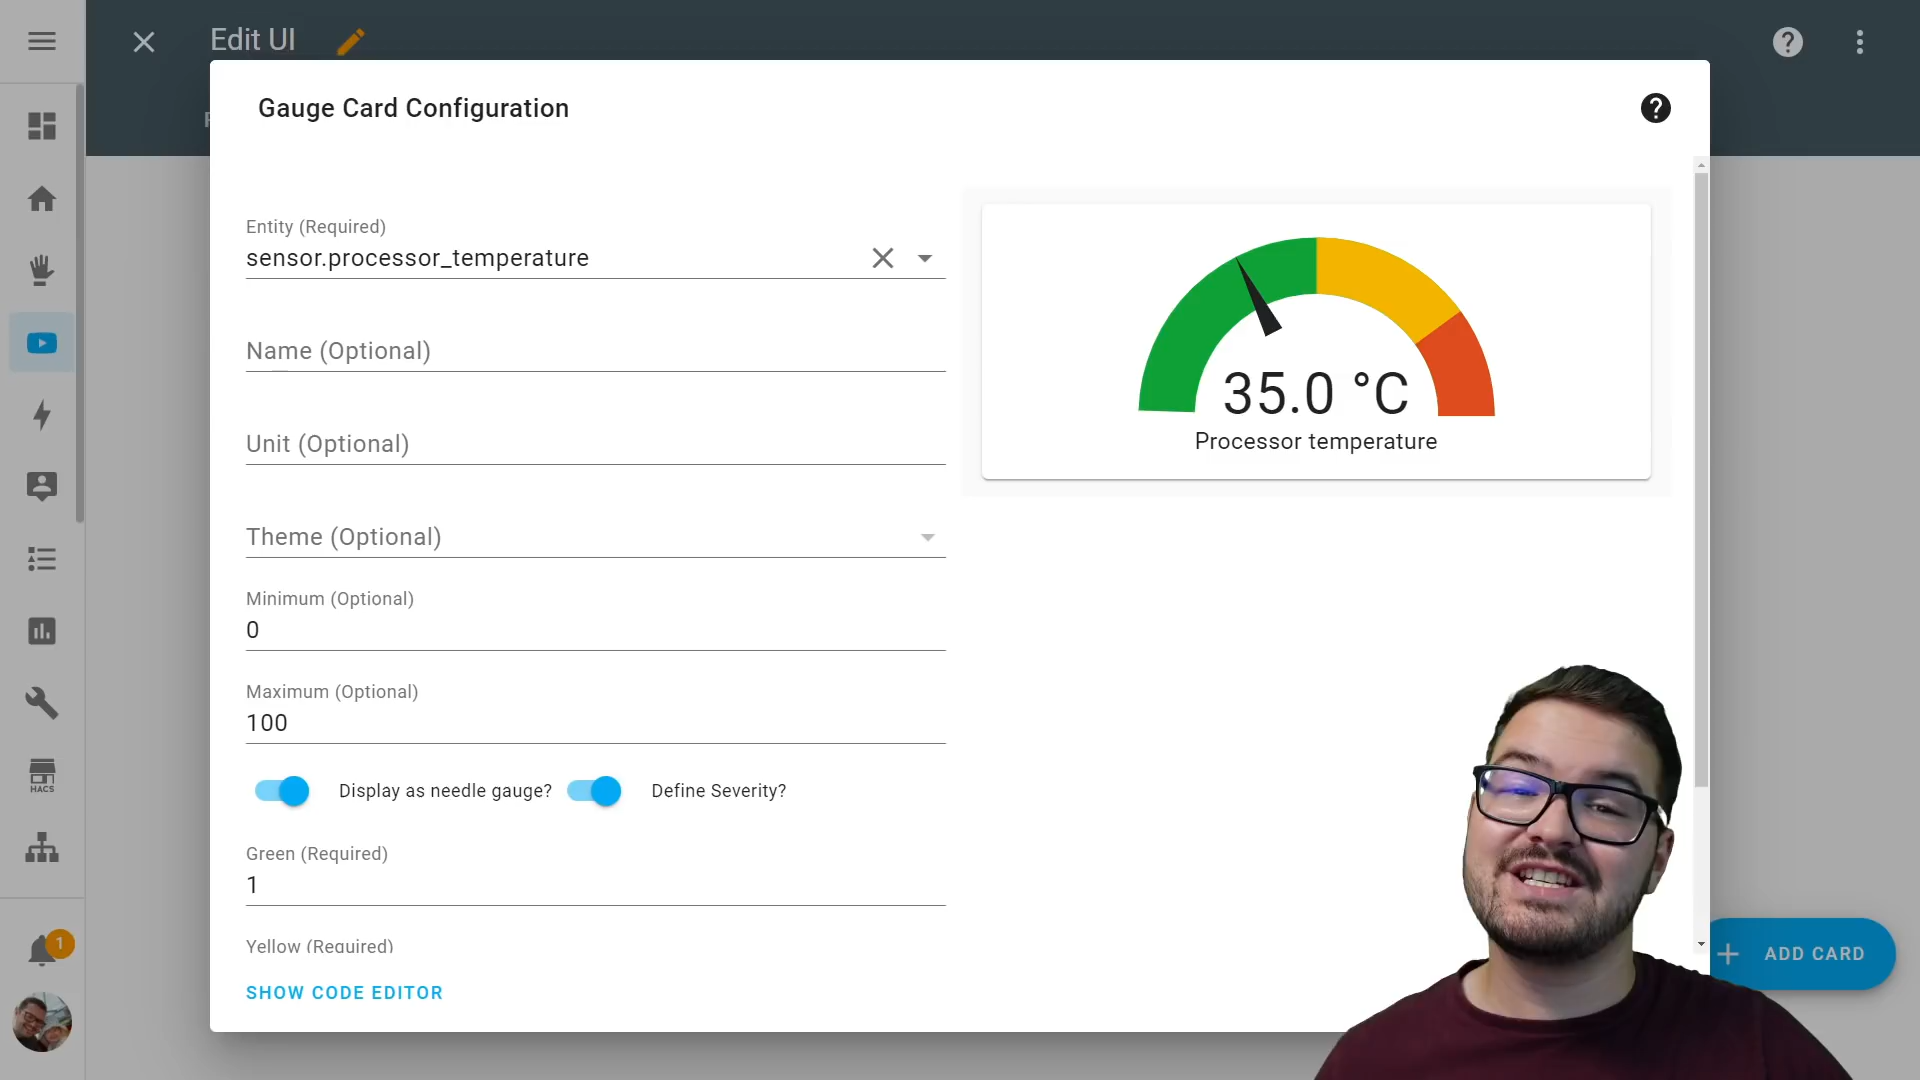 Edit UI
Gauge Card Configuration
Entity (Required)
sensor.processor_temperature
Name (Optional)
Unit (Optional)
Theme (Optional)
Minimum (Optional)
0
Maximum (Optional)
100
Display as needle gauge?
Define Severity?
Green (Required)
1
Yellow (Required)
SHOW CODE EDITOR
35.0 °C
Processor temperature
HACS
1
ADD CARD